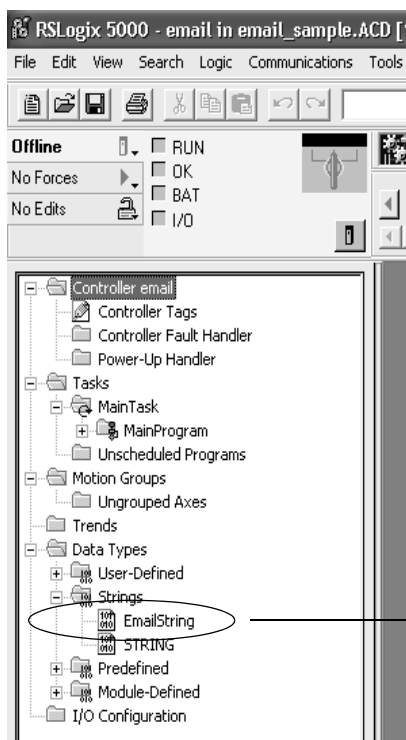 RSLogix 5000 - email in email_sample.ACD [
File Edit View Search Logic Communications Tools
Offline
RUN
No Forces
OK
BAT
No Edits
I/O
Controller email
Controller Tags
Controller Fault Handler
Power-Up Handler
Tasks
MainTask
MainProgram
Unscheduled Programs
Motion Groups
Ungrouped Axes
Trends
Data Types
User-Defined
Strings
EmailString
STRING
Predefined
Module-Defined
I/O Configuration